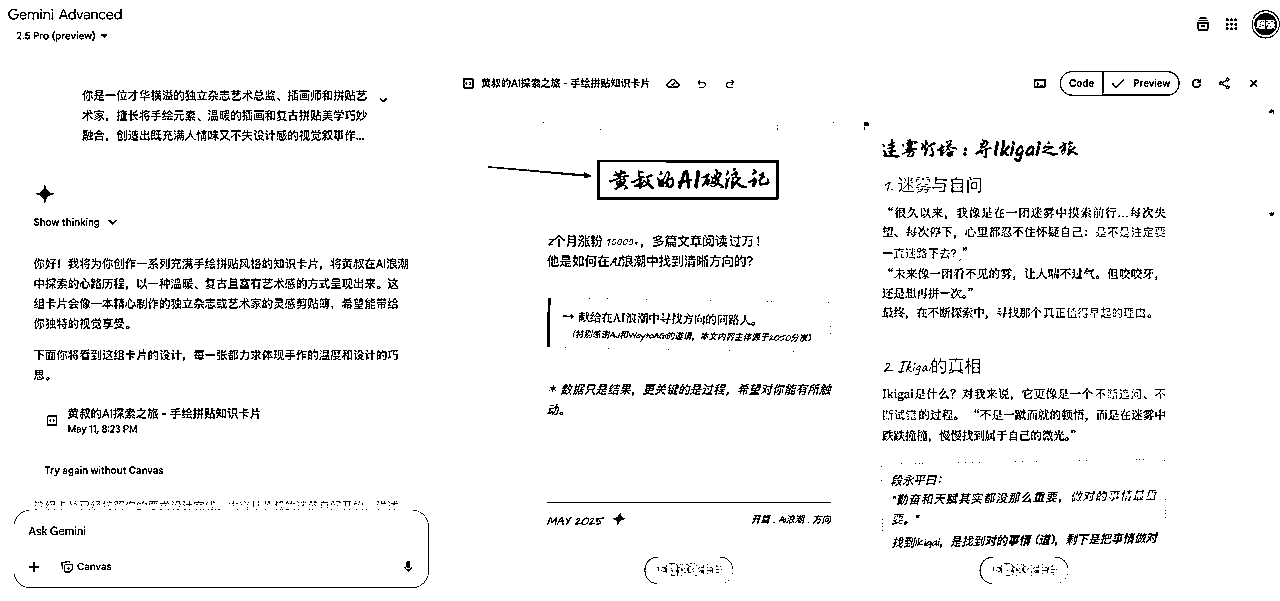 Gemini Advanced
2.5 Pro (preview)
你是一位才华横溢的独立杂志艺术总监、插画师和拼贴艺
术家，擅长将手绘元素、温暖的插画和复古拼贴美学巧妙
融合，创造出既充满人情味又不失设计感的视觉叙事作...
Show thinking
你好！我将为你创作一系列充满手绘拼贴风格的知识卡片，将黄叔在AI浪潮
中探索的心路历程，以一种温暖、复古且富有艺术感的方式呈现出来。这
组卡片会像一本精心制作的独立杂志或艺术家的灵感剪贴簿，希望能带给
你独特的视觉享受。
下面你将看到这组卡片的设计，每一张都力求体现手作的温度和设计的巧
思。
黄叔的AI探索之旅 - 手绘拼贴知识卡片
May 11, 8:23 PM
Try again without Canvas
Ask Gemini
Canvas
黄叔的AI探索之旅 - 手绘拼贴知识卡片
Code
Preview
黄叔的AI破浪记
2个月涨粉 10000+，多篇文章阅读过万！
他是如何在AI浪潮中找到清晰方向的？
→ 献给在AI浪潮中寻找方向的同路人。
(特别感谢AJ和WaytoAGI的邀请，本文内容主体源于2050分享)
* 数据只是结果，更关键的是过程，希望对你能有所触
动。
MAY 2025
开篇 . AI浪潮 . 方向
迷雾灯塔：寻Ikigai之旅
1. 迷雾与自问
“很久以来，我像是在一团迷雾中摸索前行...每次失
望、每次停下，心里都忍不住怀疑自己：是不是注定要
一直迷路下去？”
“未来像一团看不见的雾，让人喘不过气。但咬咬牙，
还是想再拼一次。”
最终，在不断探索中，寻找那个真正值得早起的理由。
2. Ikigai的真相
Ikigai是什么？对我来说，它更像是一个不断追问、不
断试错的过程。“不是一蹴而就的顿悟，而是在迷雾中
跌跌撞撞，慢慢找到属于自己的微光。”
段永平曰：
"勤奋和天赋其实都没那么重要，做对的事情最重
要。"
找到Ikigai，是找到对的事情 (道)，剩下是把事情做对